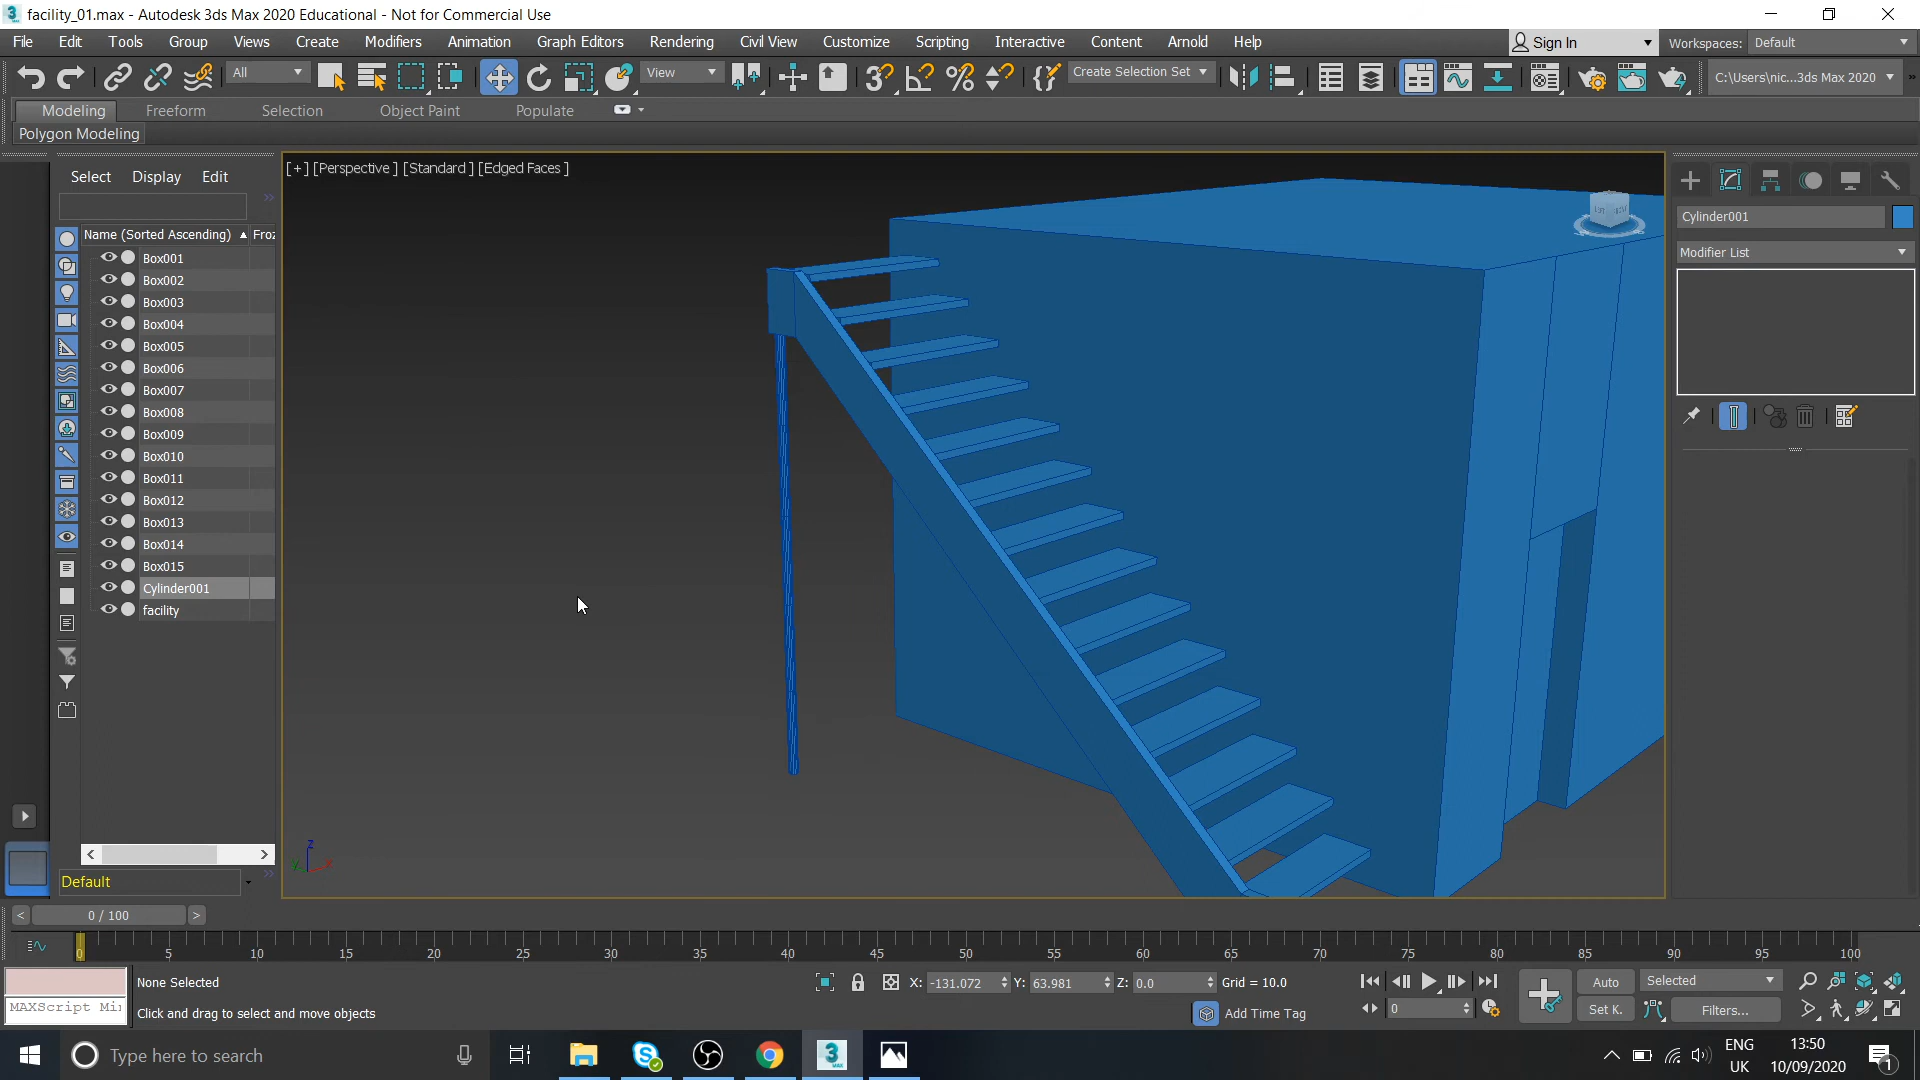 facility_01.max - Autodesk 3ds Max 2020 Educational - Not for Commercial Use
File Edit Tools Group Views Create Modifiers Animation Graph Editors Rendering Civil View Customize Scripting Interactive Content Arnold Help
Sign In
Workspaces: Default
All
View
Create Selection Set
C:\Users\nic...3ds Max 2020
Modeling Freeform Selection Object Paint Populate
Polygon Modeling
Select Display Edit
[+] [Perspective ] [Standard ] [Edged Faces ]
Name (Sorted Ascending) Froz
Box001
Box002
Box003
Box004
Box005
Box006
Box007
Box008
Box009
Box010
Box011
Box012
Box013
Box014
Box015
Cylinder001
facility
Default
Cylinder001
Modifier List
z
x
y
< 0 / 100 >
0 5 10 15 20 25 30 35 40 45 50 55 60 65 70 75 80 85 90 95 100
None Selected
MAXScript Mi
Click and drag to select and move objects
X: -131.072 Y: 63.981 Z: 0.0 Grid = 10.0
Add Time Tag
0
Auto Selected
Set K. Filters...
Type here to search
ENG
UK
13:50
10/09/2020
1